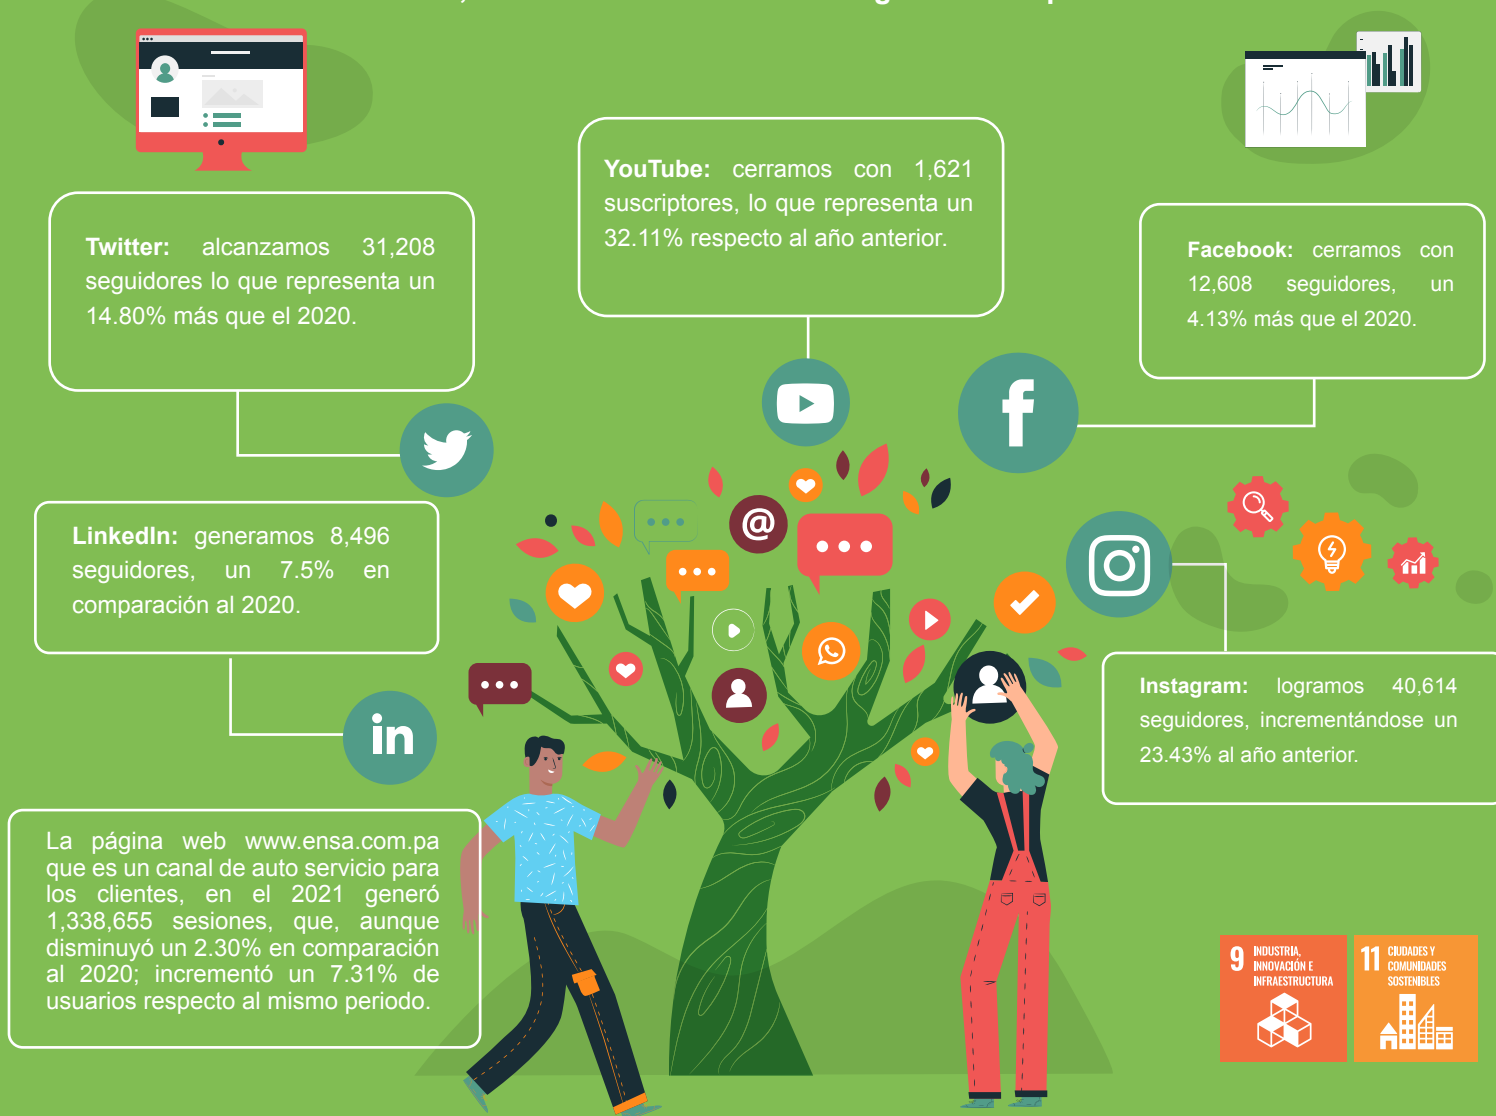 YouTube: cerramos con 1,621
suscriptores, lo que representa un
32.11% respecto al año anterior.
Twitter: alcanzamos 31,208
seguidores lo que representa un
14.80% más que el 2020.
Facebook: cerramos con
12,608 seguidores, un
4.13% más que el 2020.
LinkedIn: generamos 8,496
seguidores, un 7.5% en
comparación al 2020.
Instagram: logramos 40,614
seguidores, incrementándose un
23.43% al año anterior.
La página web www.ensa.com.pa
que es un canal de auto servicio para
los clientes, en el 2021 generó
1,338,655 sesiones, que, aunque
disminuyó un 2.30% en comparación
al 2020; incrementó un 7.31% de
usuarios respecto al mismo periodo.
9 INDUSTRIA,
INNOVACIÓN E
INFRAESTRUCTURA
11 CIUDADES Y
COMUNIDADES
SOSTENIBLES